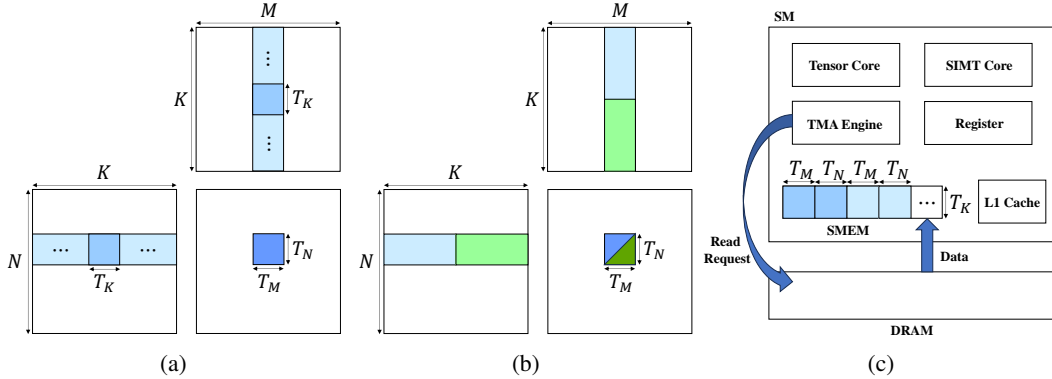 M
K
⋮
T_K
⋮
K
N
...
...
T_K
T_N
T_M
(a)
M
K
K
N
T_N
T_M
(b)
SM
Tensor Core
SIMT Core
TMA Engine
Register
T_M T_N T_M T_N
...
T_K
L1 Cache
SMEM
Read
Request
Data
DRAM
(c)